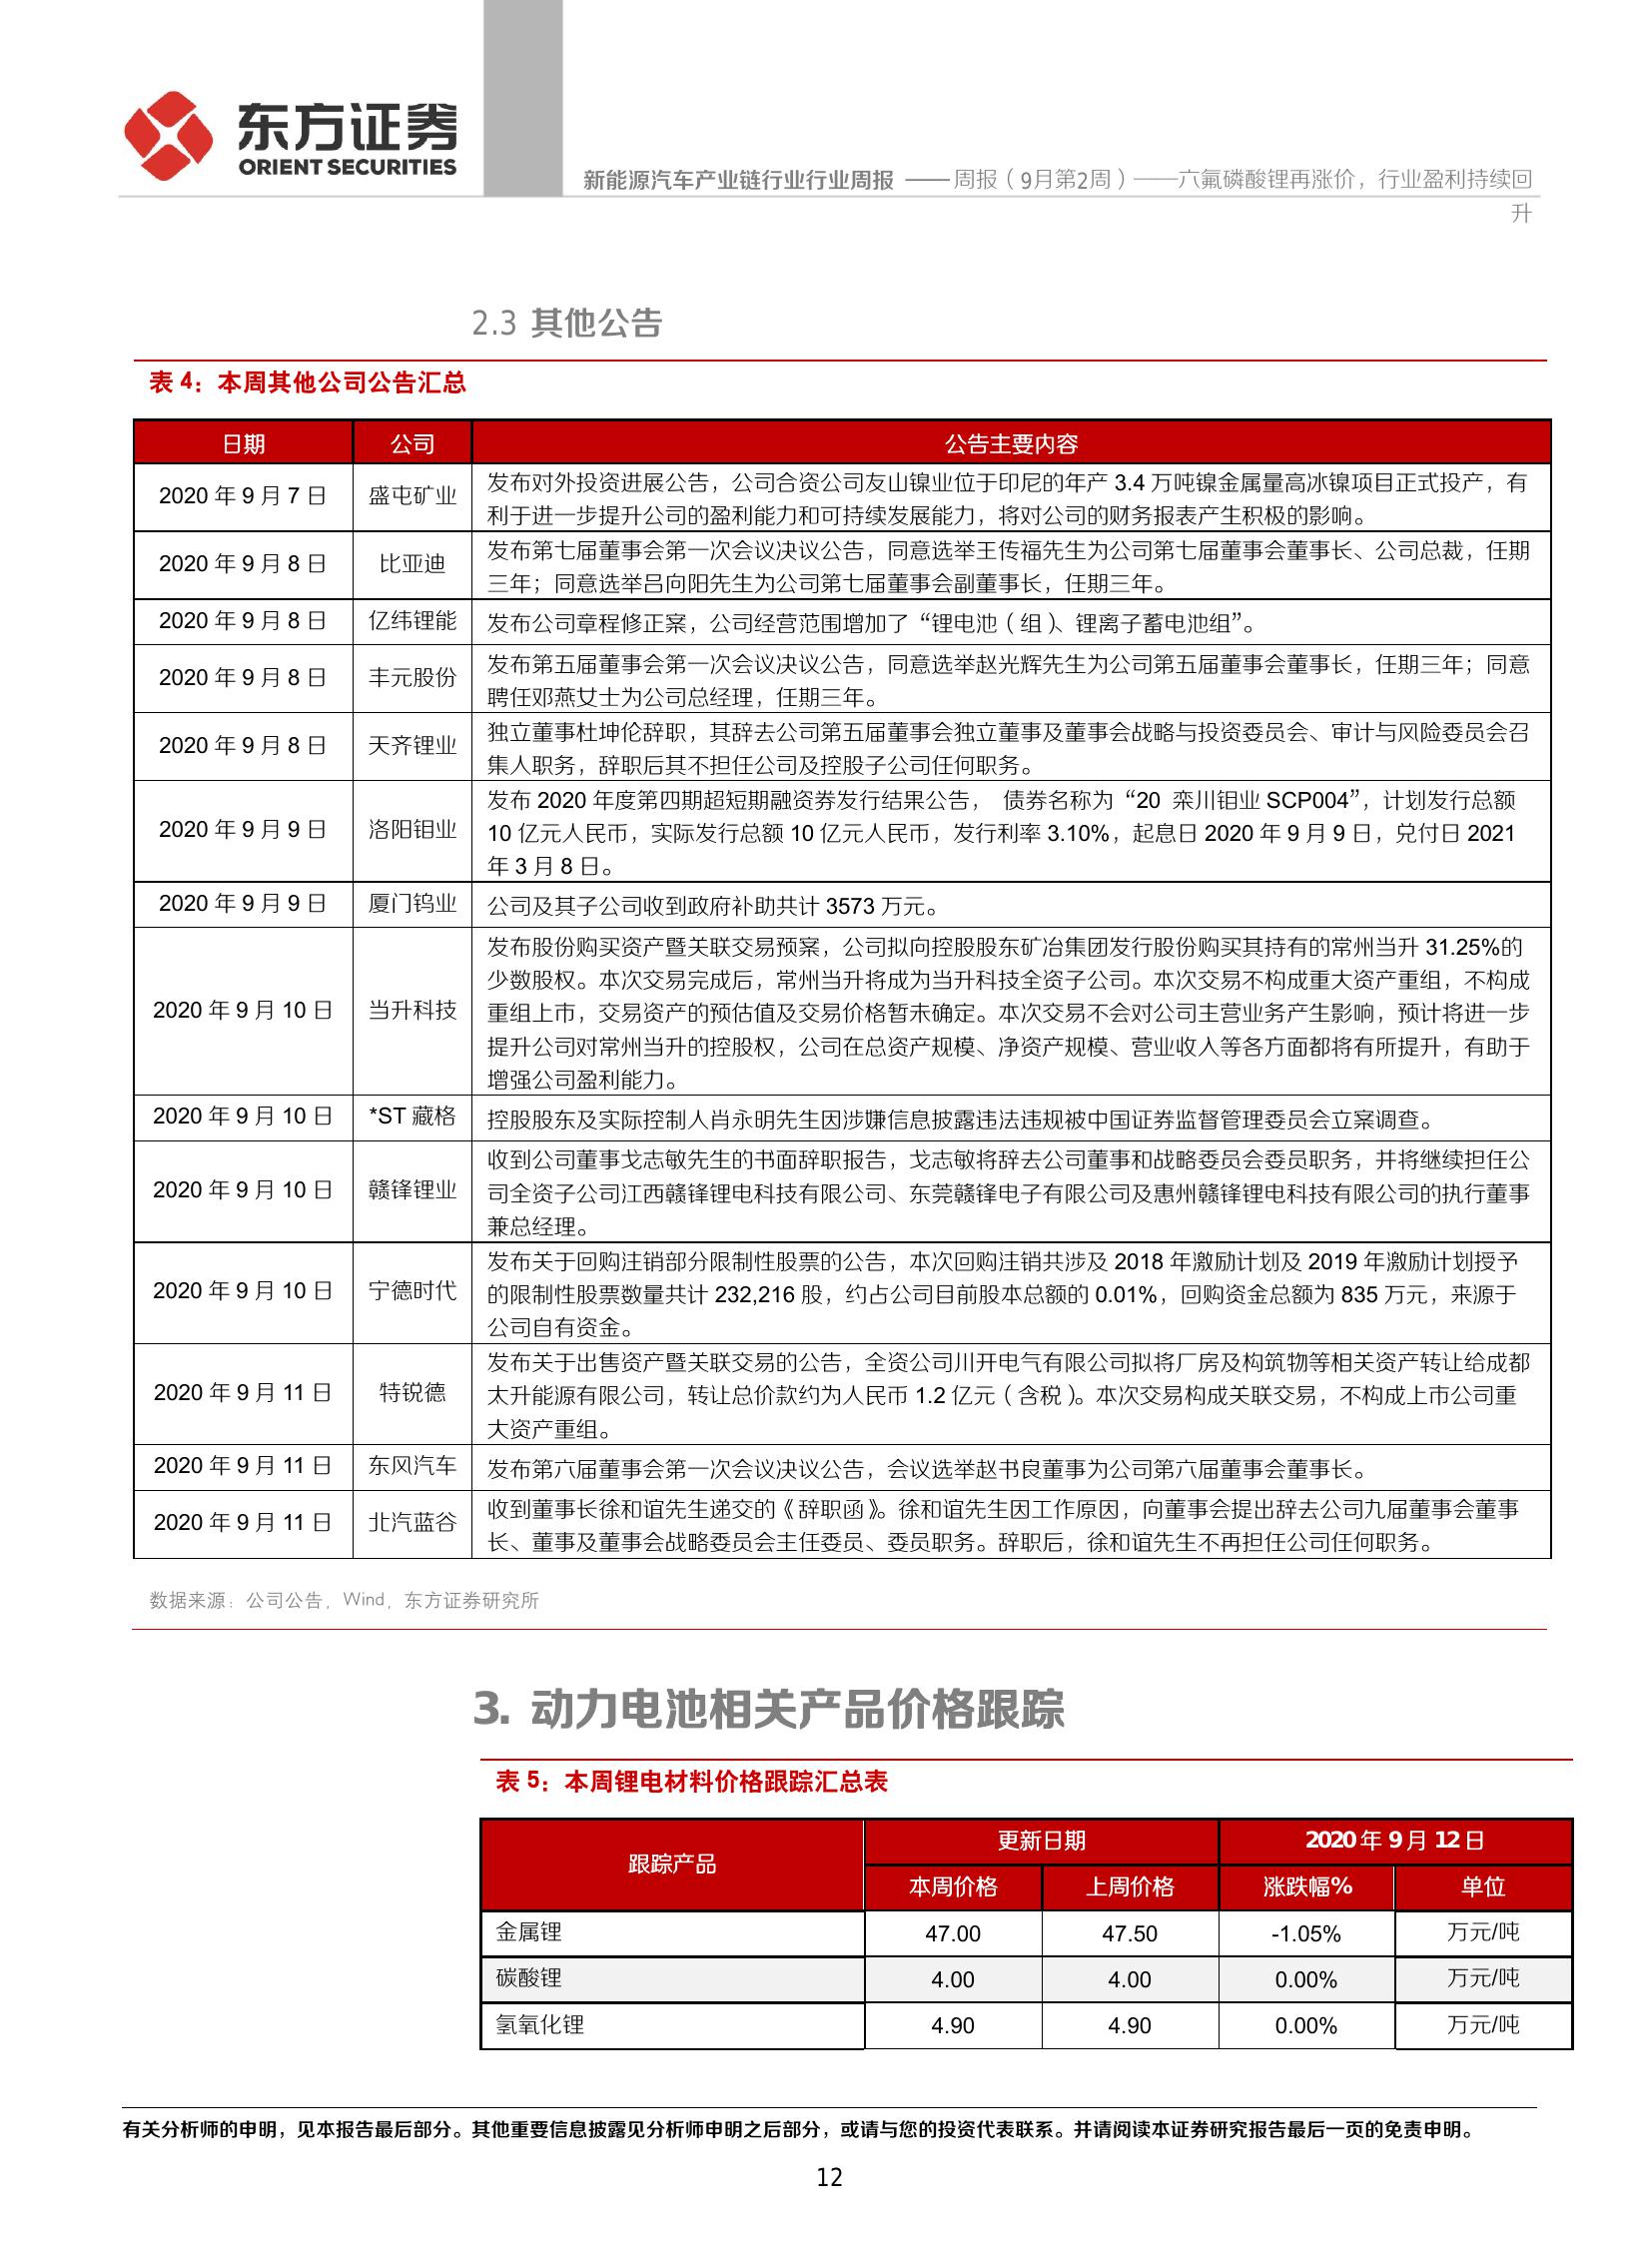 东方证券
ORIENT SECURITIES
新能源汽车产业链行业行业周报 —— 周报（9月第2周）——六氟磷酸锂再涨价，行业盈利持续回
升
2.3 其他公告
表 4：本周其他公司公告汇总
日期 公司 公告主要内容
2020 年 9 月 7 日 盛屯矿业 发布对外投资进展公告，公司合资公司友山镍业位于印尼的年产 3.4 万吨镍金属量高冰镍项目正式投产，有
利于进一步提升公司的盈利能力和可持续发展能力，将对公司的财务报表产生积极的影响。
2020 年 9 月 8 日 比亚迪 发布第七届董事会第一次会议决议公告，同意选举王传福先生为公司第七届董事会董事长、公司总裁，任期
三年；同意选举吕向阳先生为公司第七届董事会副董事长，任期三年。
2020 年 9 月 8 日 亿纬锂能 发布公司章程修正案，公司经营范围增加了“锂电池（组）、锂离子蓄电池组”。
2020 年 9 月 8 日 丰元股份 发布第五届董事会第一次会议决议公告，同意选举赵光辉先生为公司第五届董事会董事长，任期三年；同意
聘任邓燕女士为公司总经理，任期三年。
2020 年 9 月 8 日 天齐锂业 独立董事杜坤伦辞职，其辞去公司第五届董事会独立董事及董事会战略与投资委员会、审计与风险委员会召
集人职务，辞职后其不担任公司及控股子公司任何职务。
2020 年 9 月 9 日 洛阳钼业 发布 2020 年度第四期超短期融资券发行结果公告， 债券名称为“20 栾川钼业 SCP004”，计划发行总额
10 亿元人民币，实际发行总额 10 亿元人民币，发行利率 3.10%，起息日 2020 年 9 月 9 日，兑付日 2021
年 3 月 8 日。
2020 年 9 月 9 日 厦门钨业 公司及其子公司收到政府补助共计 3573 万元。
2020 年 9 月 10 日 当升科技 发布股份购买资产暨关联交易预案，公司拟向控股股东矿冶集团发行股份购买其持有的常州当升 31.25%的
少数股权。本次交易完成后，常州当升将成为当升科技全资子公司。本次交易不构成重大资产重组，不构成
重组上市，交易资产的预估值及交易价格暂未确定。本次交易不会对公司主营业务产生影响，预计将进一步
提升公司对常州当升的控股权，公司在总资产规模、净资产规模、营业收入等各方面都将有所提升，有助于
增强公司盈利能力。
2020 年 9 月 10 日 *ST 藏格 控股股东及实际控制人肖永明先生因涉嫌信息披露违法违规被中国证券监督管理委员会立案调查。
2020 年 9 月 10 日 赣锋锂业 收到公司董事戈志敏先生的书面辞职报告，戈志敏将辞去公司董事和战略委员会委员职务，并将继续担任公
司全资子公司江西赣锋锂电科技有限公司、东莞赣锋电子有限公司及惠州赣锋锂电科技有限公司的执行董事
兼总经理。
2020 年 9 月 10 日 宁德时代 发布关于回购注销部分限制性股票的公告，本次回购注销共涉及 2018 年激励计划及 2019 年激励计划授予
的限制性股票数量共计 232,216 股，约占公司目前股本总额的 0.01%，回购资金总额为 835 万元，来源于
公司自有资金。
2020 年 9 月 11 日 特锐德 发布关于出售资产暨关联交易的公告，全资公司川开电气有限公司拟将厂房及构筑物等相关资产转让给成都
太升能源有限公司，转让总价款约为人民币 1.2 亿元（含税）。本次交易构成关联交易，不构成上市公司重
大资产重组。
2020 年 9 月 11 日 东风汽车 发布第六届董事会第一次会议决议公告，会议选举赵书良董事为公司第六届董事会董事长。
2020 年 9 月 11 日 北汽蓝谷 收到董事长徐和谊先生递交的《辞职函》。徐和谊先生因工作原因，向董事会提出辞去公司九届董事会董事
长、董事及董事会战略委员会主任委员、委员职务。辞职后，徐和谊先生不再担任公司任何职务。
数据来源：公司公告，Wind，东方证券研究所
3. 动力电池相关产品价格跟踪
表 5：本周锂电材料价格跟踪汇总表
跟踪产品 更新日期 2020 年 9 月 12 日
本周价格 上周价格 涨跌幅% 单位
金属锂 47.00 47.50 -1.05% 万元/吨
碳酸锂 4.00 4.00 0.00% 万元/吨
氢氧化锂 4.90 4.90 0.00% 万元/吨
有关分析师的申明，见本报告最后部分。其他重要信息披露见分析师申明之后部分，或请与您的投资代表联系。并请阅读本证券研究报告最后一页的免责申明。
12